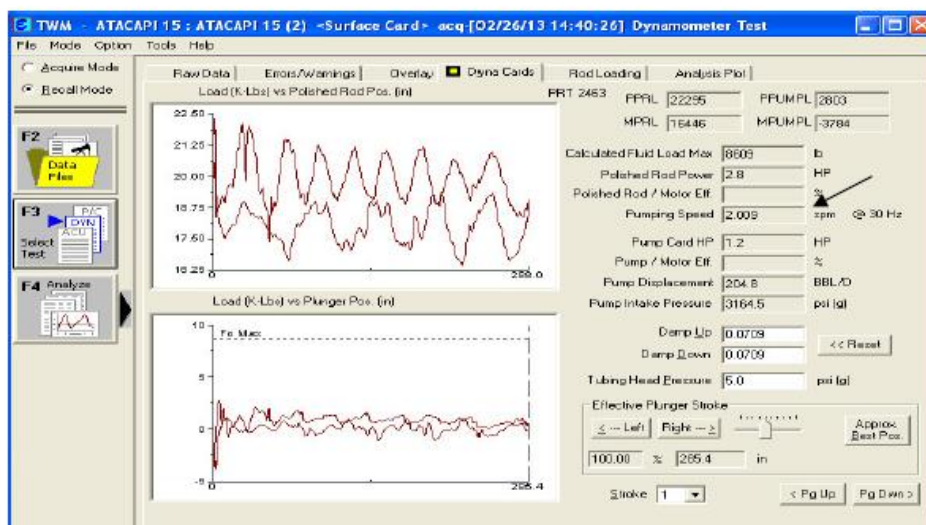 TWM - ATACAPI 15 : ATACAPI 15 (2) <Surface Card> acq-[02/26/13 14:40:26] Dynamometer Test
File Mode Option Tools Help
Acquire Mode
Recall Mode
Raw Data Errors/Warnings Overlay Dyna Cards Rod Loading Analysis Plot
F2
Data
Files
F3
Select
Test
PAT
DYN
ACU
F4 Analyze
Load (K-Lbs) vs Polished Rod Pos. (in)
22.50
21.25
20.00
18.75
17.50
16.25
0 288.0
Load (K-Lbs) vs Plunger Pos. (in)
10
Fo Max
5
0
-5
0 285.4
PRT 2463 PPRL 22295 PPUMPL 2803
MPRL 16446 MPUMPL -3784
Calculated Fluid Load Max 8609 lb
Polished Rod Power 2.8 HP
Polished Rod / Motor Eff. %
Pumping Speed 2.009 spm @ 30 Hz
Pump Card HP 1.2 HP
Pump / Motor Eff. %
Pump Displacement 204.8 BBL/D
Pump Intake Pressure 3164.5 psi (g)
Damp Up 0.0709
Damp Down 0.0709
<< Reset
Tubing Head Pressure 5.0 psi (g)
Effective Plunger Stroke
< -- Left Right -- >
Approx.
Best Pos.
100.00 % 285.4 in
Stroke 1
< Pg Up Pg Dwn >